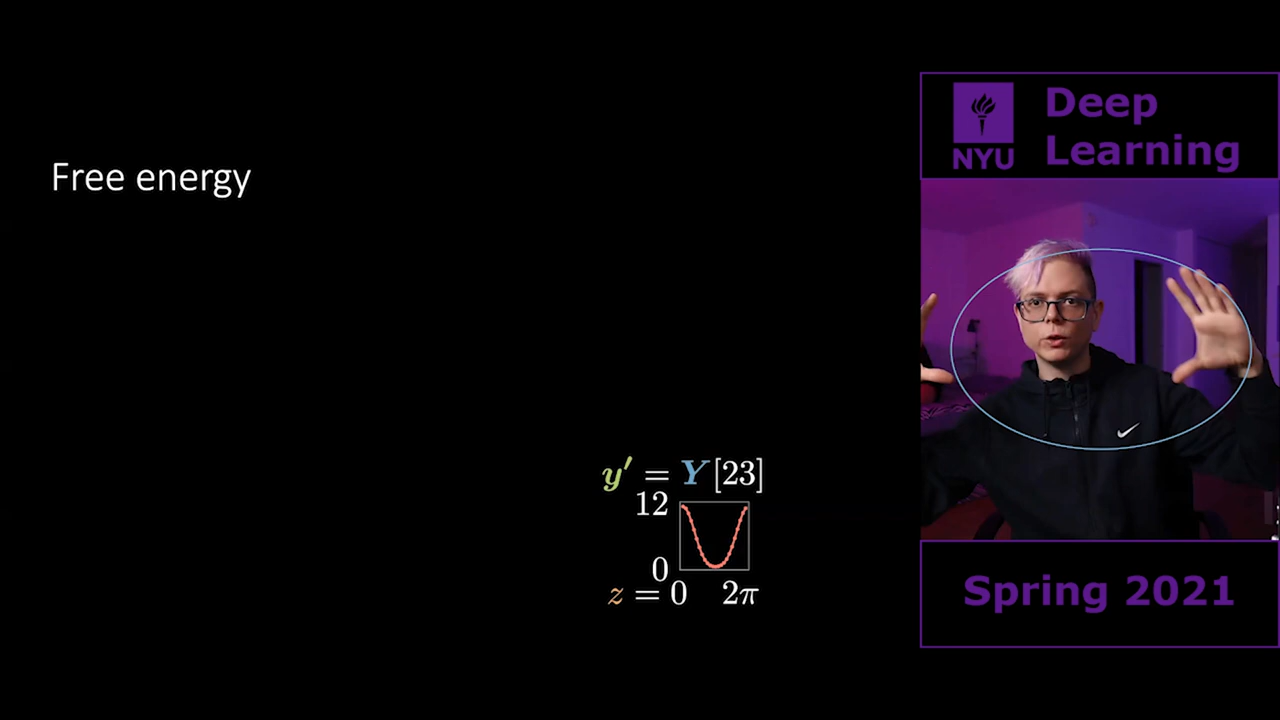 Free energy
y′ = Y[23]
12
0
z = 0 2π
NYU
Deep
Learning
Spring 2021